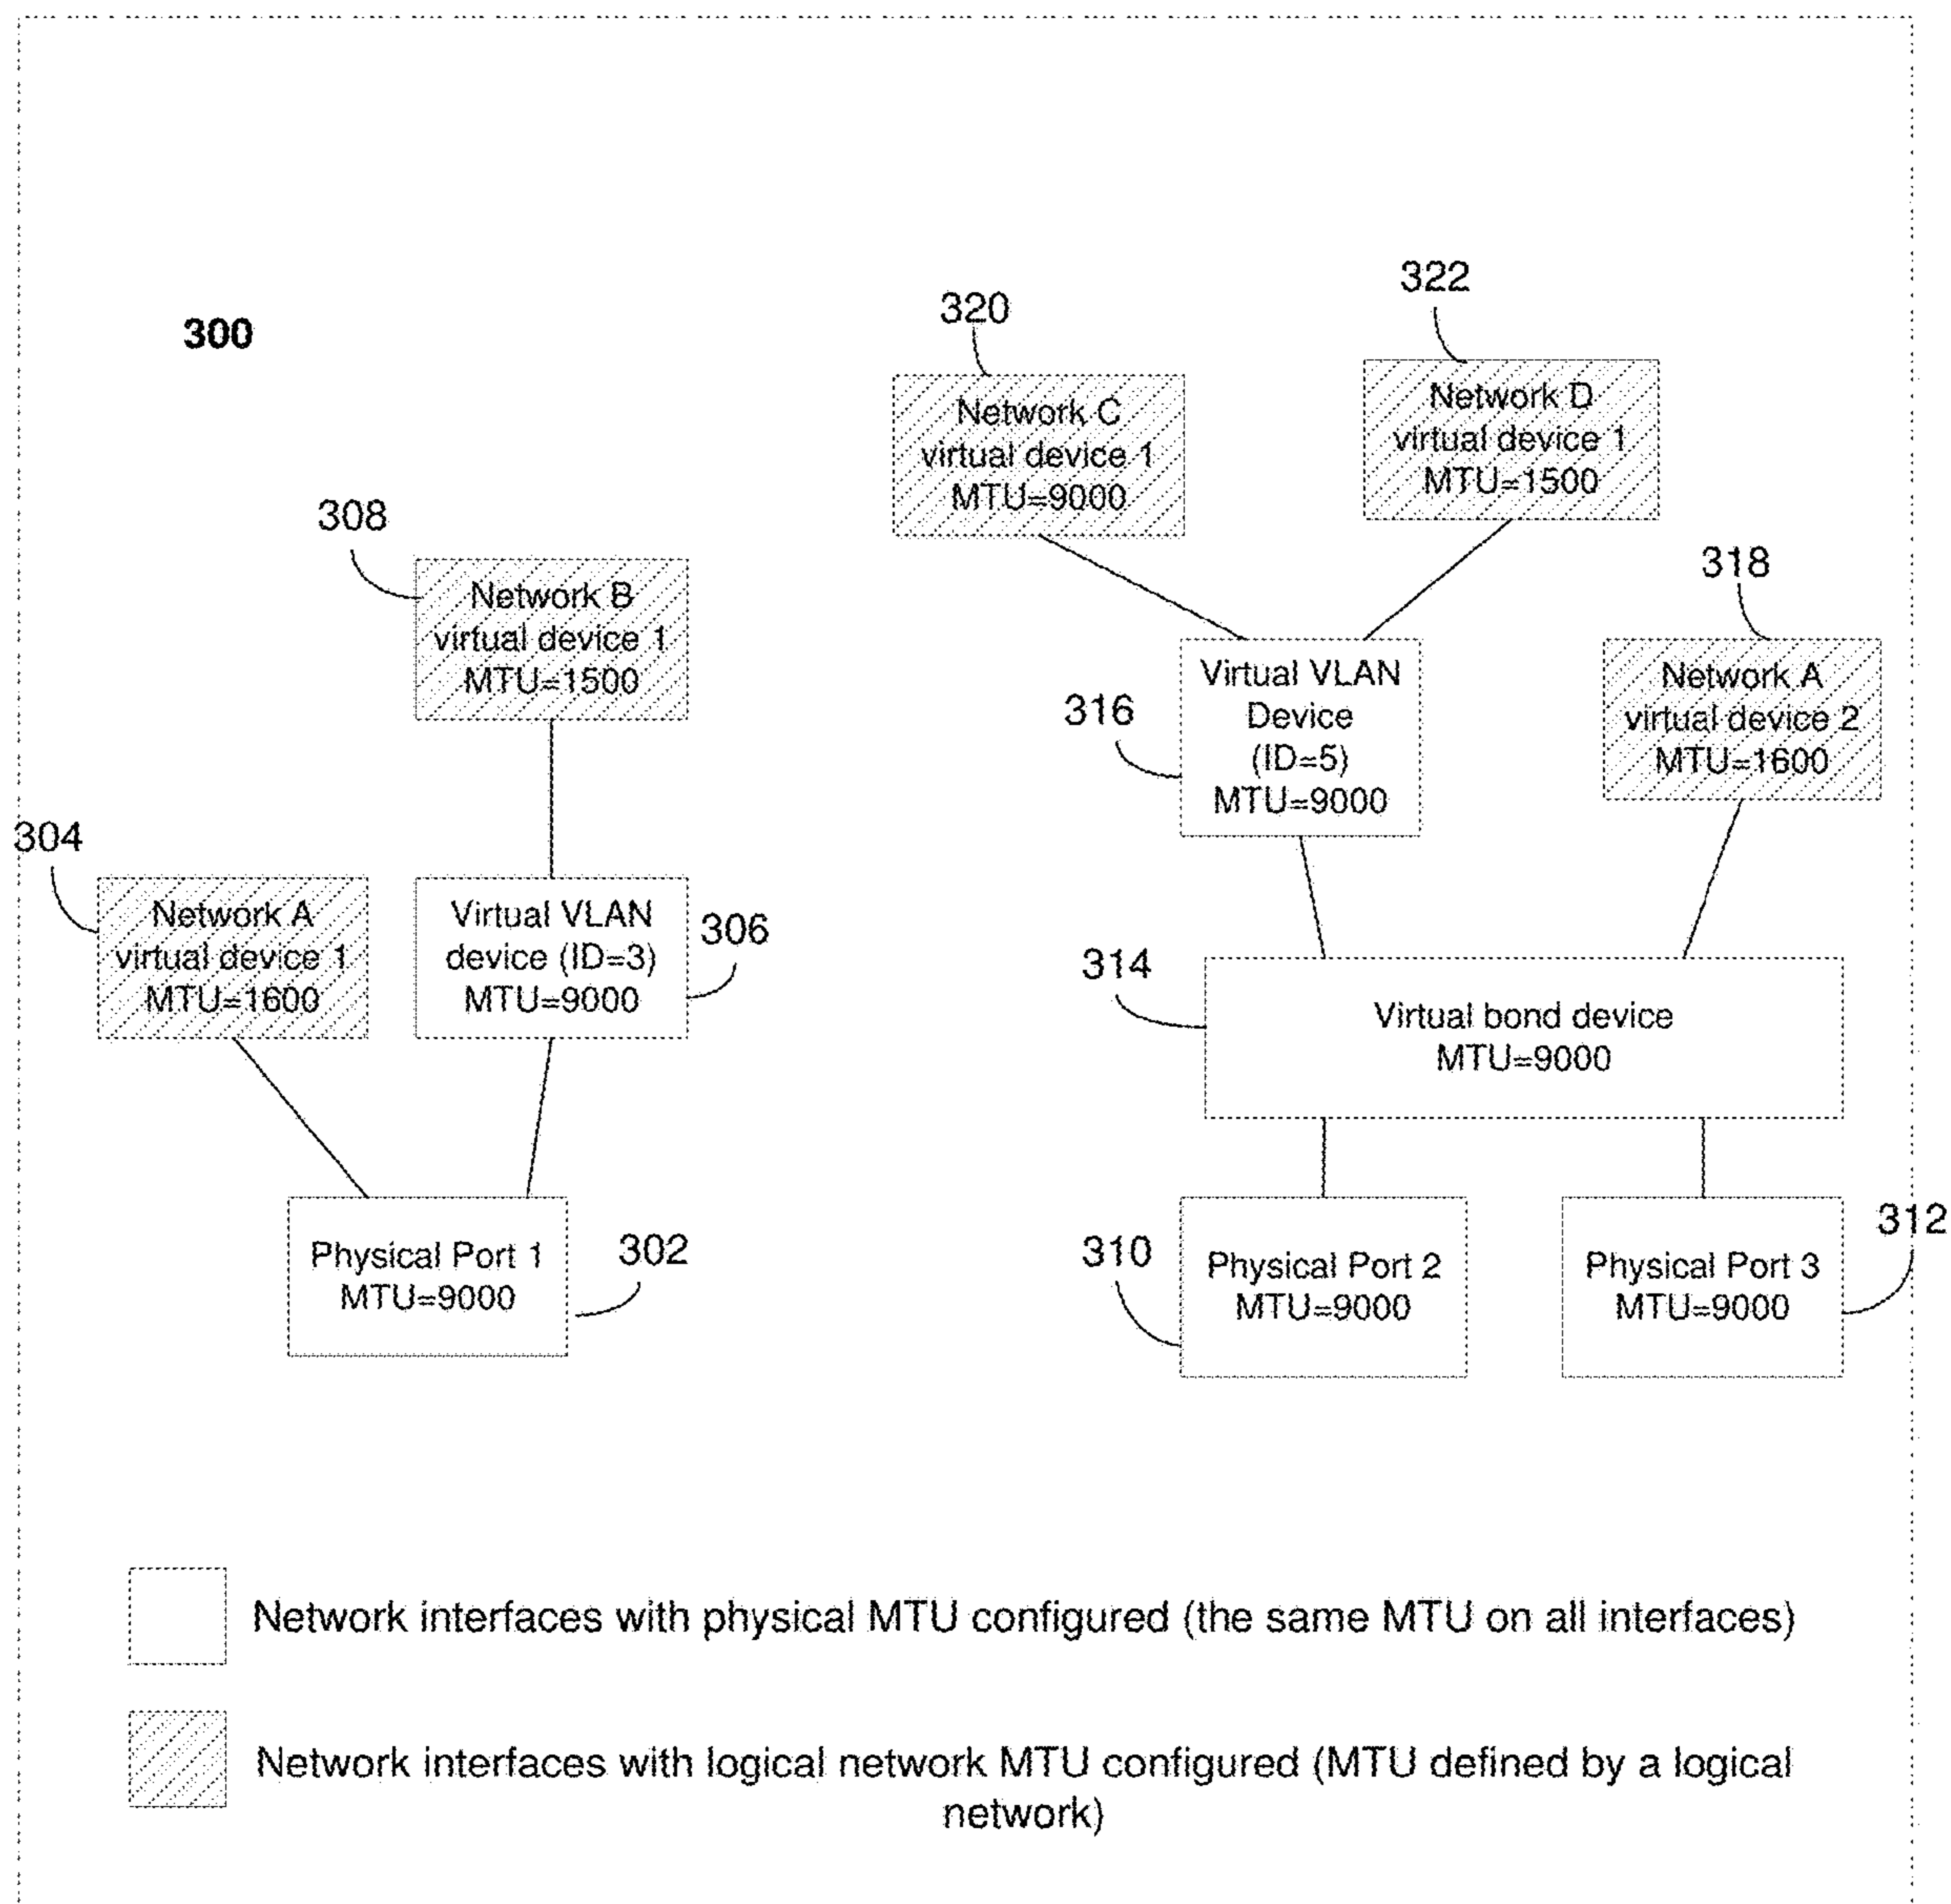 300
320
322
Network C
virtual device 1
MTU=9000
Network D
virtual device 1
MTU=1500
308
Network B
virtual device 1
MTU=1500
318
Network A
virtual device 2
MTU=1600
316
Virtual VLAN
Device
(ID=5)
MTU=9000
304
Network A
virtual device 1
MTU=1600
Virtual VLAN
device (ID=3)
MTU=9000
306
314
Virtual bond device
MTU=9000
Physical Port 1
MTU=9000
302
310
Physical Port 2
MTU=9000
Physical Port 3
MTU=9000
312
Network interfaces with physical MTU configured (the same MTU on all interfaces)
Network interfaces with logical network MTU configured (MTU defined by a logical
network)